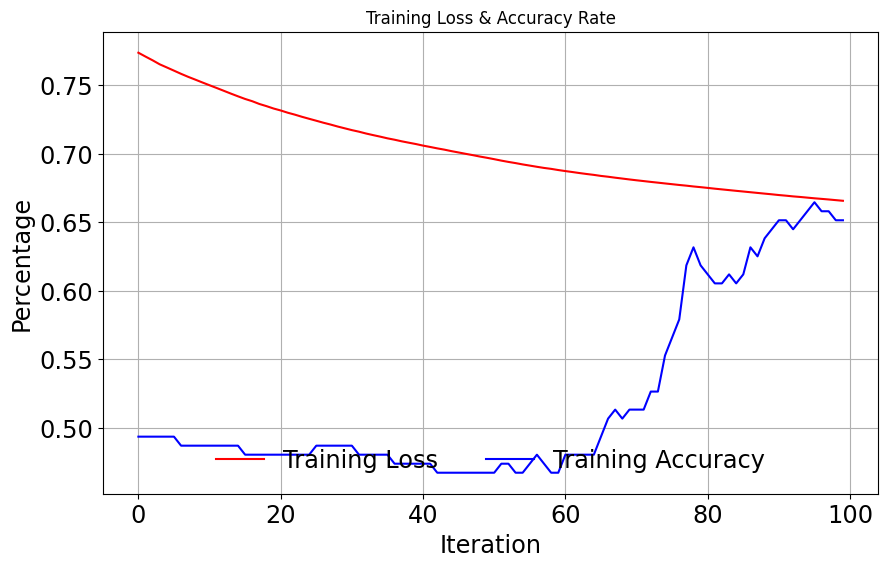 Training Loss & Accuracy Rate
Percentage
0.75
0.70
0.65
0.60
0.55
0.50
Training Loss Training Accuracy
0 20 40 60 80 100
Iteration